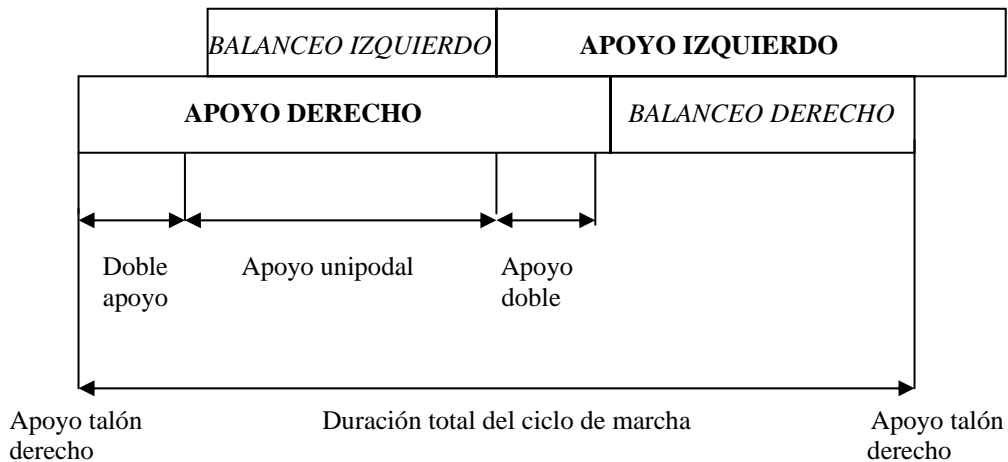 BALANCEO IZQUIERDO APOYO IZQUIERDO
APOYO DERECHO BALANCEO DERECHO
Doble Apoyo unipodal Apoyo
apoyo doble
Apoyo talón Duración total del ciclo de marcha Apoyo talón
derecho derecho